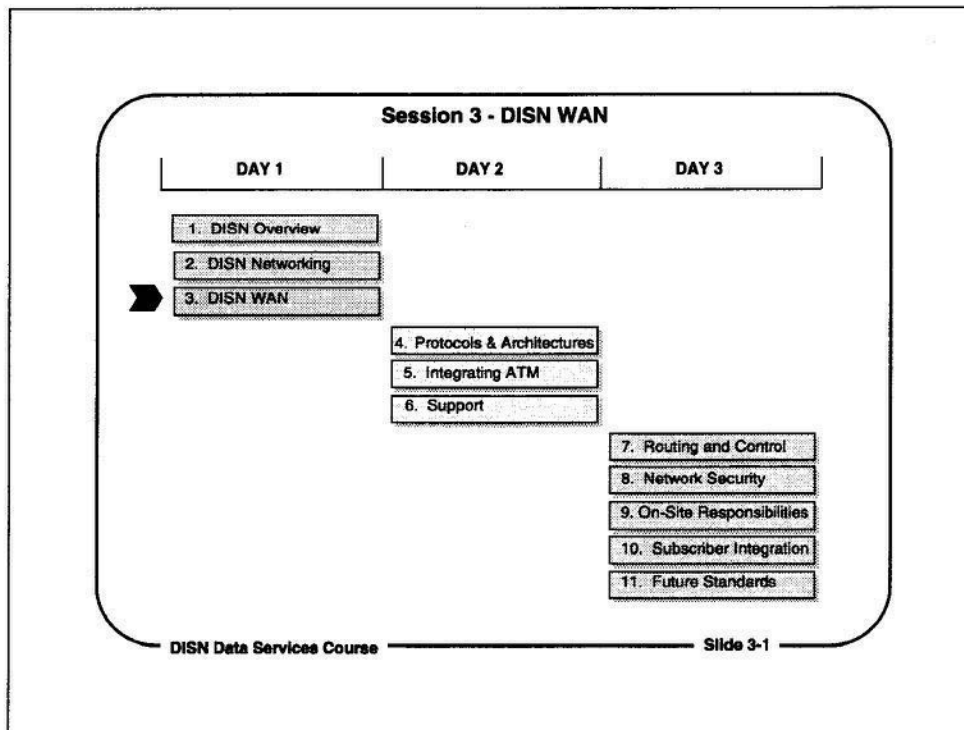 Session 3 - DISN WAN
DAY 1
DAY 2
DAY 3
1. DISN Overview
2. DISN Networking
3. DISN WAN
4. Protocols & Architectures
5. Integrating ATM
6. Support
7. Routing and Control
8. Network Security
9. On-Site Responsibilities
10. Subscriber Integration
11. Future Standards
DISN Data Services Course
Slide 3-1